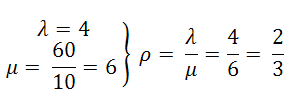 λ = 4
μ = 60/10 = 6 } ρ = λ/μ = 4/6 = 2/3